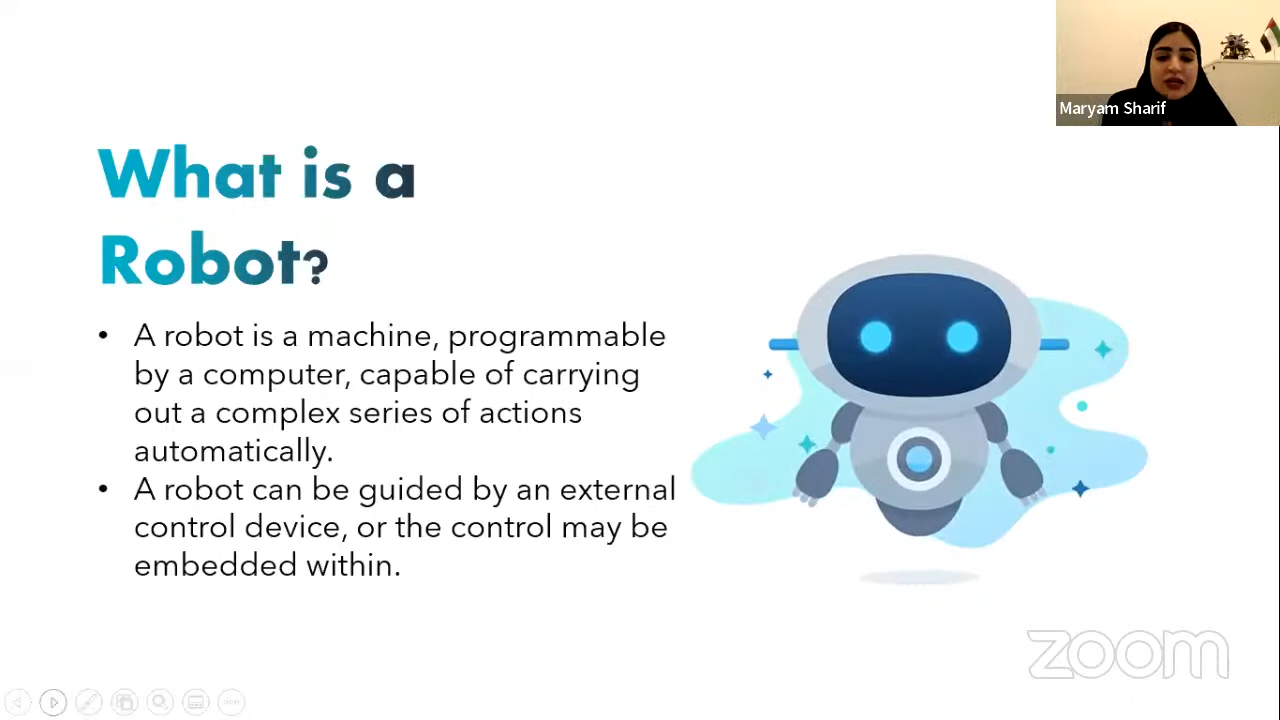 Maryam Sharif
What is a
Robot?
• A robot is a machine, programmable
by a computer, capable of carrying
out a complex series of actions
automatically.
• A robot can be guided by an external
control device, or the control may be
embedded within.
zoom